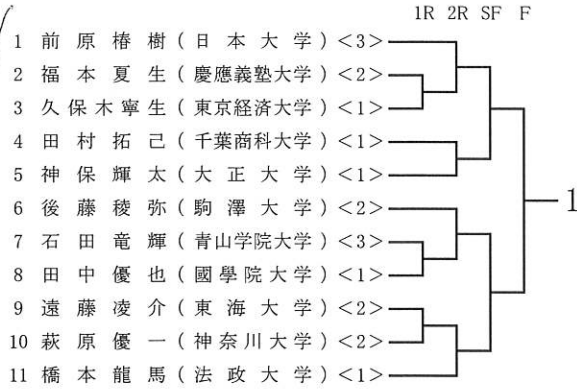 1R 2R SF F
1 前原椿樹(日本大学)<3>
2 福本夏生(慶應義塾大学)<2>
3 久保木寧生(東京経済大学)<1>
4 田村拓己(千葉商科大学)<1>
5 神保輝太(大正大学)<1>
6 後藤稜弥(駒澤大学)<2>
7 石田竜輝(青山学院大学)<3>
8 田中優也(國學院大学)<1>
9 遠藤凌介(東海大学)<2>
10 萩原優一(神奈川大学)<2>
11 橋本龍馬(法政大学)<1>
1